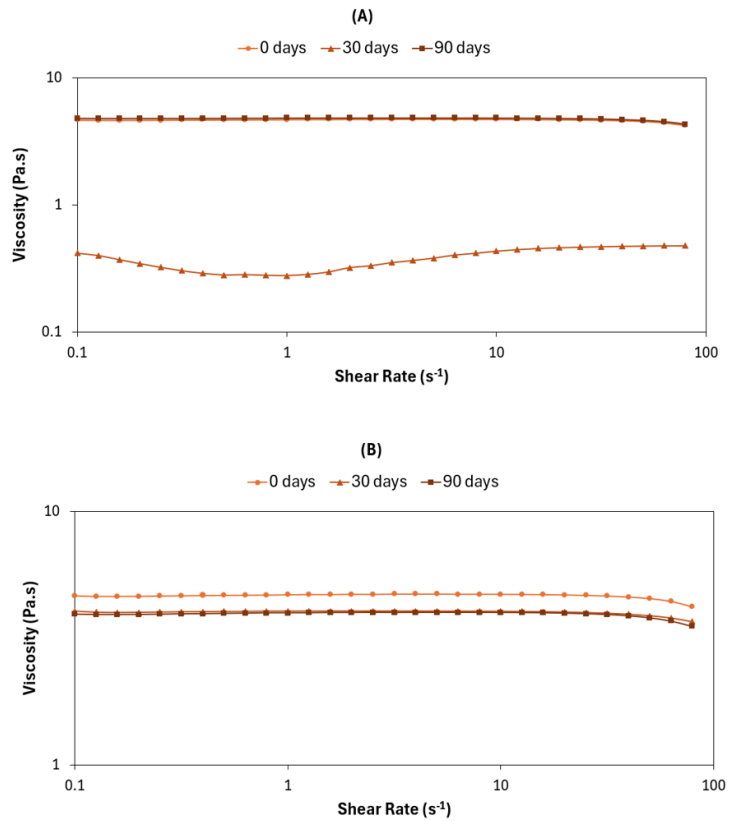 (A)
0 days 30 days 90 days
10
1
0.1
Viscosity (Pa.s)
0.1 1 10 100
Shear Rate (s⁻¹)
(B)
0 days 30 days 90 days
10
1
Viscosity (Pa.s)
0.1 1 10 100
Shear Rate (s⁻¹)